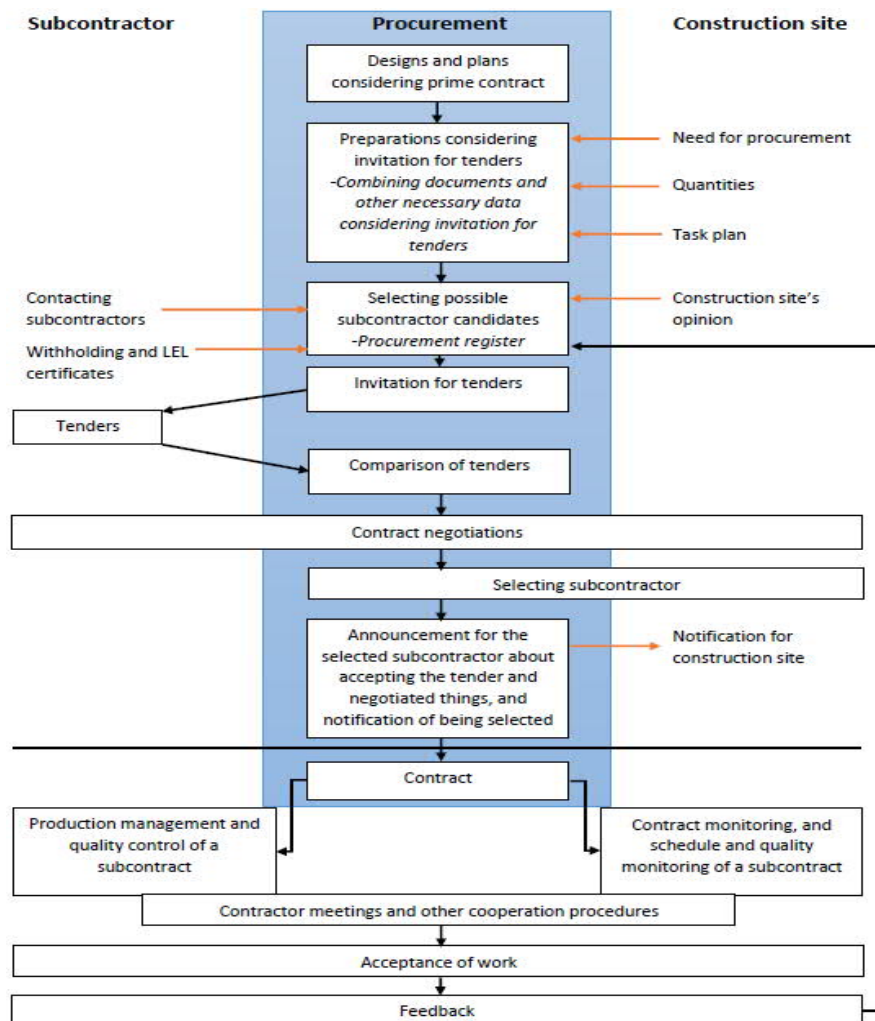 Subcontractor
Procurement
Construction site
Designs and plans
considering prime contract
Preparations considering
invitation for tenders
-Combining documents and
other necessary data
considering invitation for
tenders
Need for procurement
Quantities
Task plan
Contacting
subcontractors
Withholding and LEL
certificates
Selecting possible
subcontractor candidates
-Procurement register
Construction site's
opinion
Invitation for tenders
Tenders
Comparison of tenders
Contract negotiations
Selecting subcontractor
Announcement for the
selected subcontractor about
accepting the tender and
negotiated things, and
notification of being selected
Notification for
construction site
Contract
Production management and
quality control of a
subcontract
Contract monitoring, and
schedule and quality
monitoring of a subcontract
Contractor meetings and other cooperation procedures
Acceptance of work
Feedback